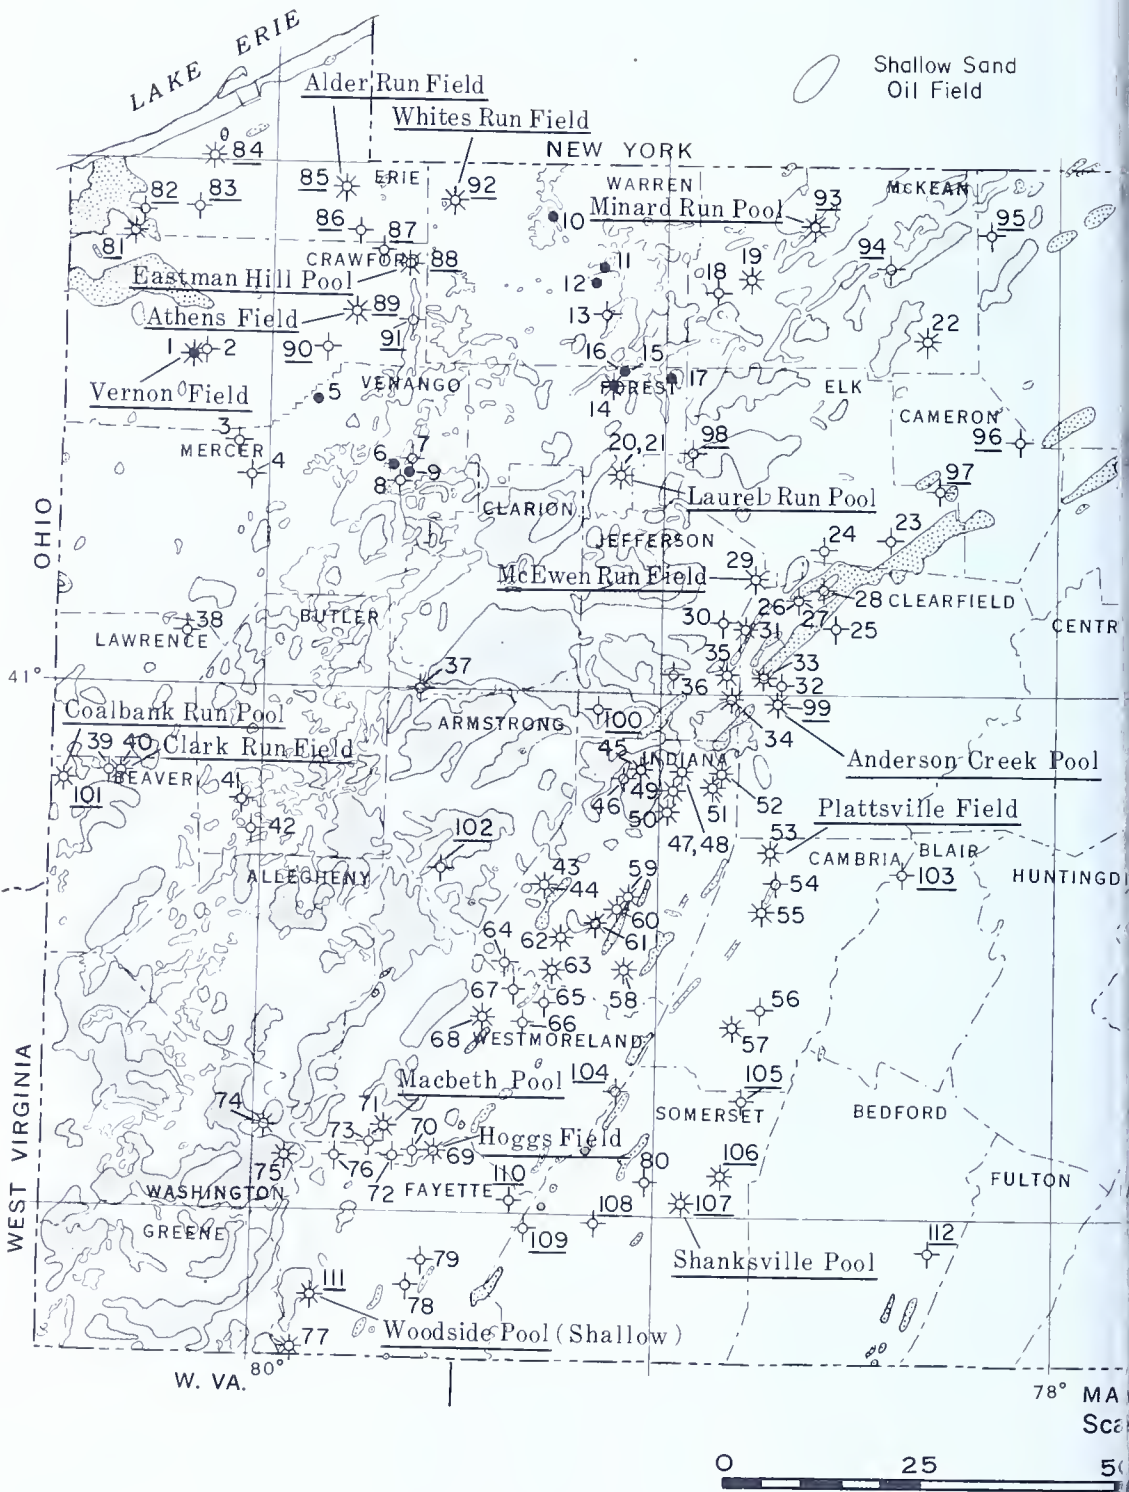 LAKE ERIE
Shallow Sand
Oil Field
Alder Run Field
Whites Run Field
NEW YORK
84
85
ERIE
92
WARREN
McKEAN
82
83
Minard Run Pool
93
10
95
86
87
81
CRAWFORD
88
11
19
94
Eastman Hill Pool
12
18
89
13
22
Athens Field
91
1
2
90
16
15
Vernon Field
5
VENANGO
FOREST
17
ELK
14
CAMERON
3
MERCER
20,21
98
96
4
6
7
9
8
97
CLARION
Laurel Run Pool
OHIO
JEFFERSON
24
23
29
McEwen Run Field
26
27
28
CLEARFIELD
BUTLER
38
30
31
25
CENTR
LAWRENCE
35
33
41°
37
36
32
99
Coalbank Run Pool
ARMSTRONG
100
34
39
40
Clark Run Field
45
INDIANA
Anderson Creek Pool
BEAVER
41
49
101
46
52
50
51
Plattsville Field
42
102
47,48
53
BLAIR
CAMBRIA
ALLEGHENY
43
59
103
HUNTINGD
44
54
60
55
64
62
61
63
67
65
58
56
68
66
WESTMORELAND
57
WEST VIRGINIA
Macbeth Pool
104
105
74
71
SOMERSET
BEDFORD
73
70
Hoggs Field
75
76
69
80
106
110
WASHINGTON
72
FAYETTE
FULTON
108
107
GREENE
109
112
79
Shanksville Pool
111
78
Woodside Pool (Shallow)
77
80°
W. VA.
78°
MA
Sca
0
25
5